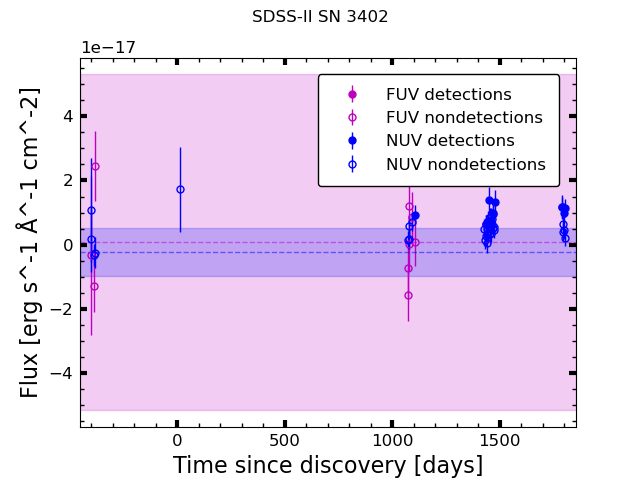 SDSS-II SN 3402
1e−17
FUV detections
FUV nondetections
NUV detections
NUV nondetections
4
2
0
−2
−4
Flux [erg s^-1 Å^-1 cm^-2]
0 500 1000 1500
Time since discovery [days]